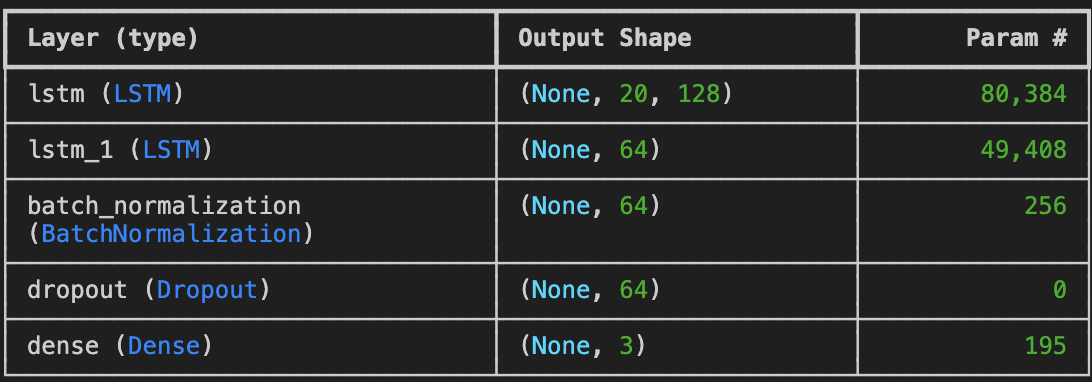 Layer (type) Output Shape Param #
lstm (LSTM) (None, 20, 128) 80,384
lstm_1 (LSTM) (None, 64) 49,408
batch_normalization (None, 64) 256
(BatchNormalization)
dropout (Dropout) (None, 64) 0
dense (Dense) (None, 3) 195